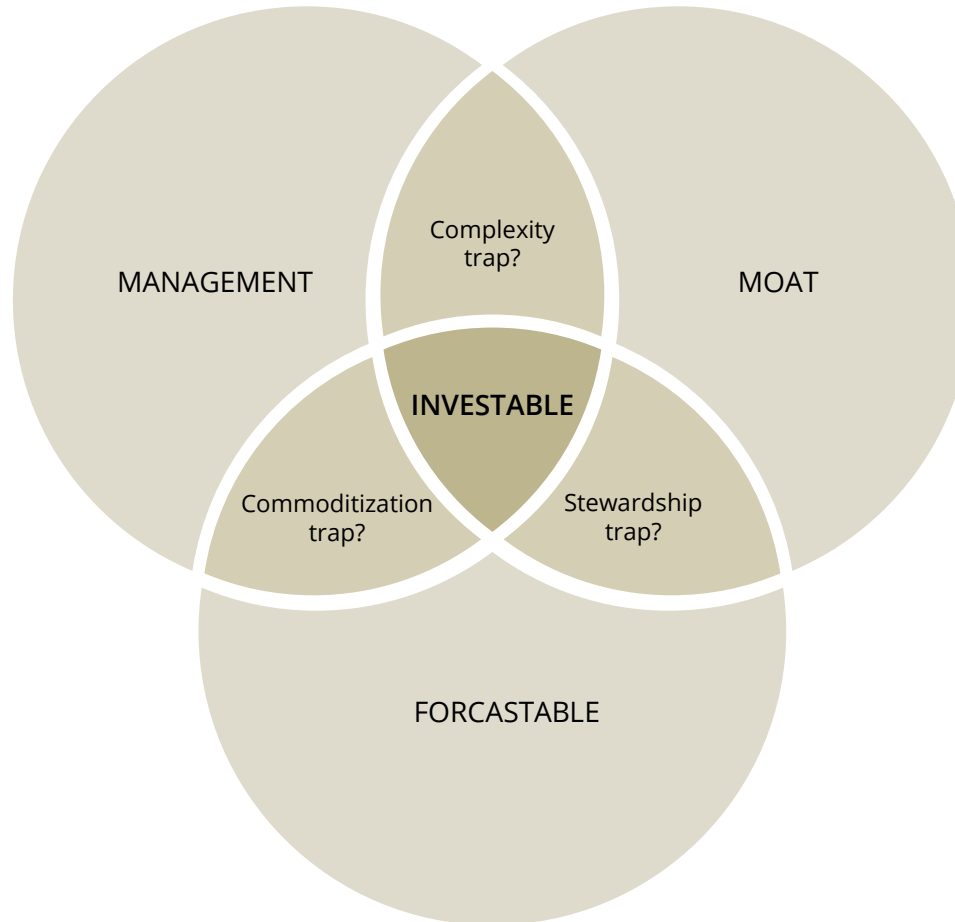 Complexity
trap?
MANAGEMENT
MOAT
INVESTABLE
Commoditization
trap?
Stewardship
trap?
FORCASTABLE